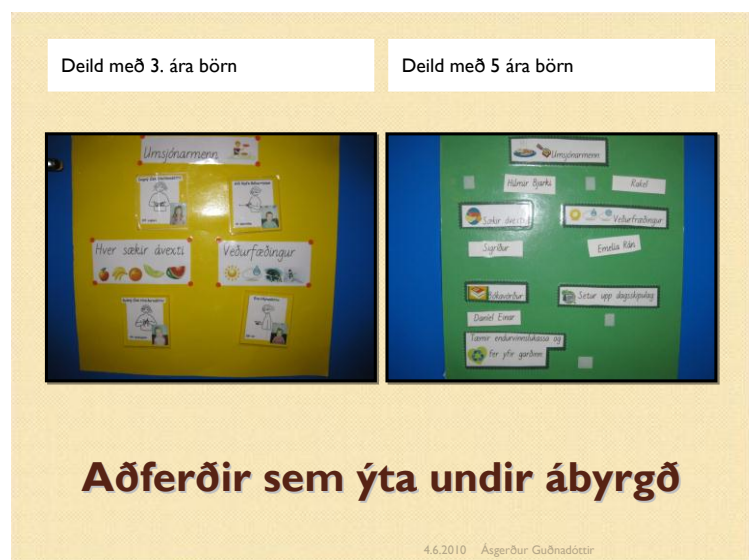 Deild með 3. ára börn
Deild með 5 ára börn
Umsjónarmenn
Hver sækir ávexti
Veðurfæðingur
Umsjónarmenn
Hilmir Bjarki
Rakel
Sækir ávexti
Veðurfræðingur
Sigríður
Emelía Rán
Bókavörður
Setur upp dagsskipulag
Daníel Einar
Tæmir endurvinnslukassa og
fer yfir garðinn
Aðferðir sem ýta undir ábyrgð
4.6.2010 Ásgerður Guðnadóttir